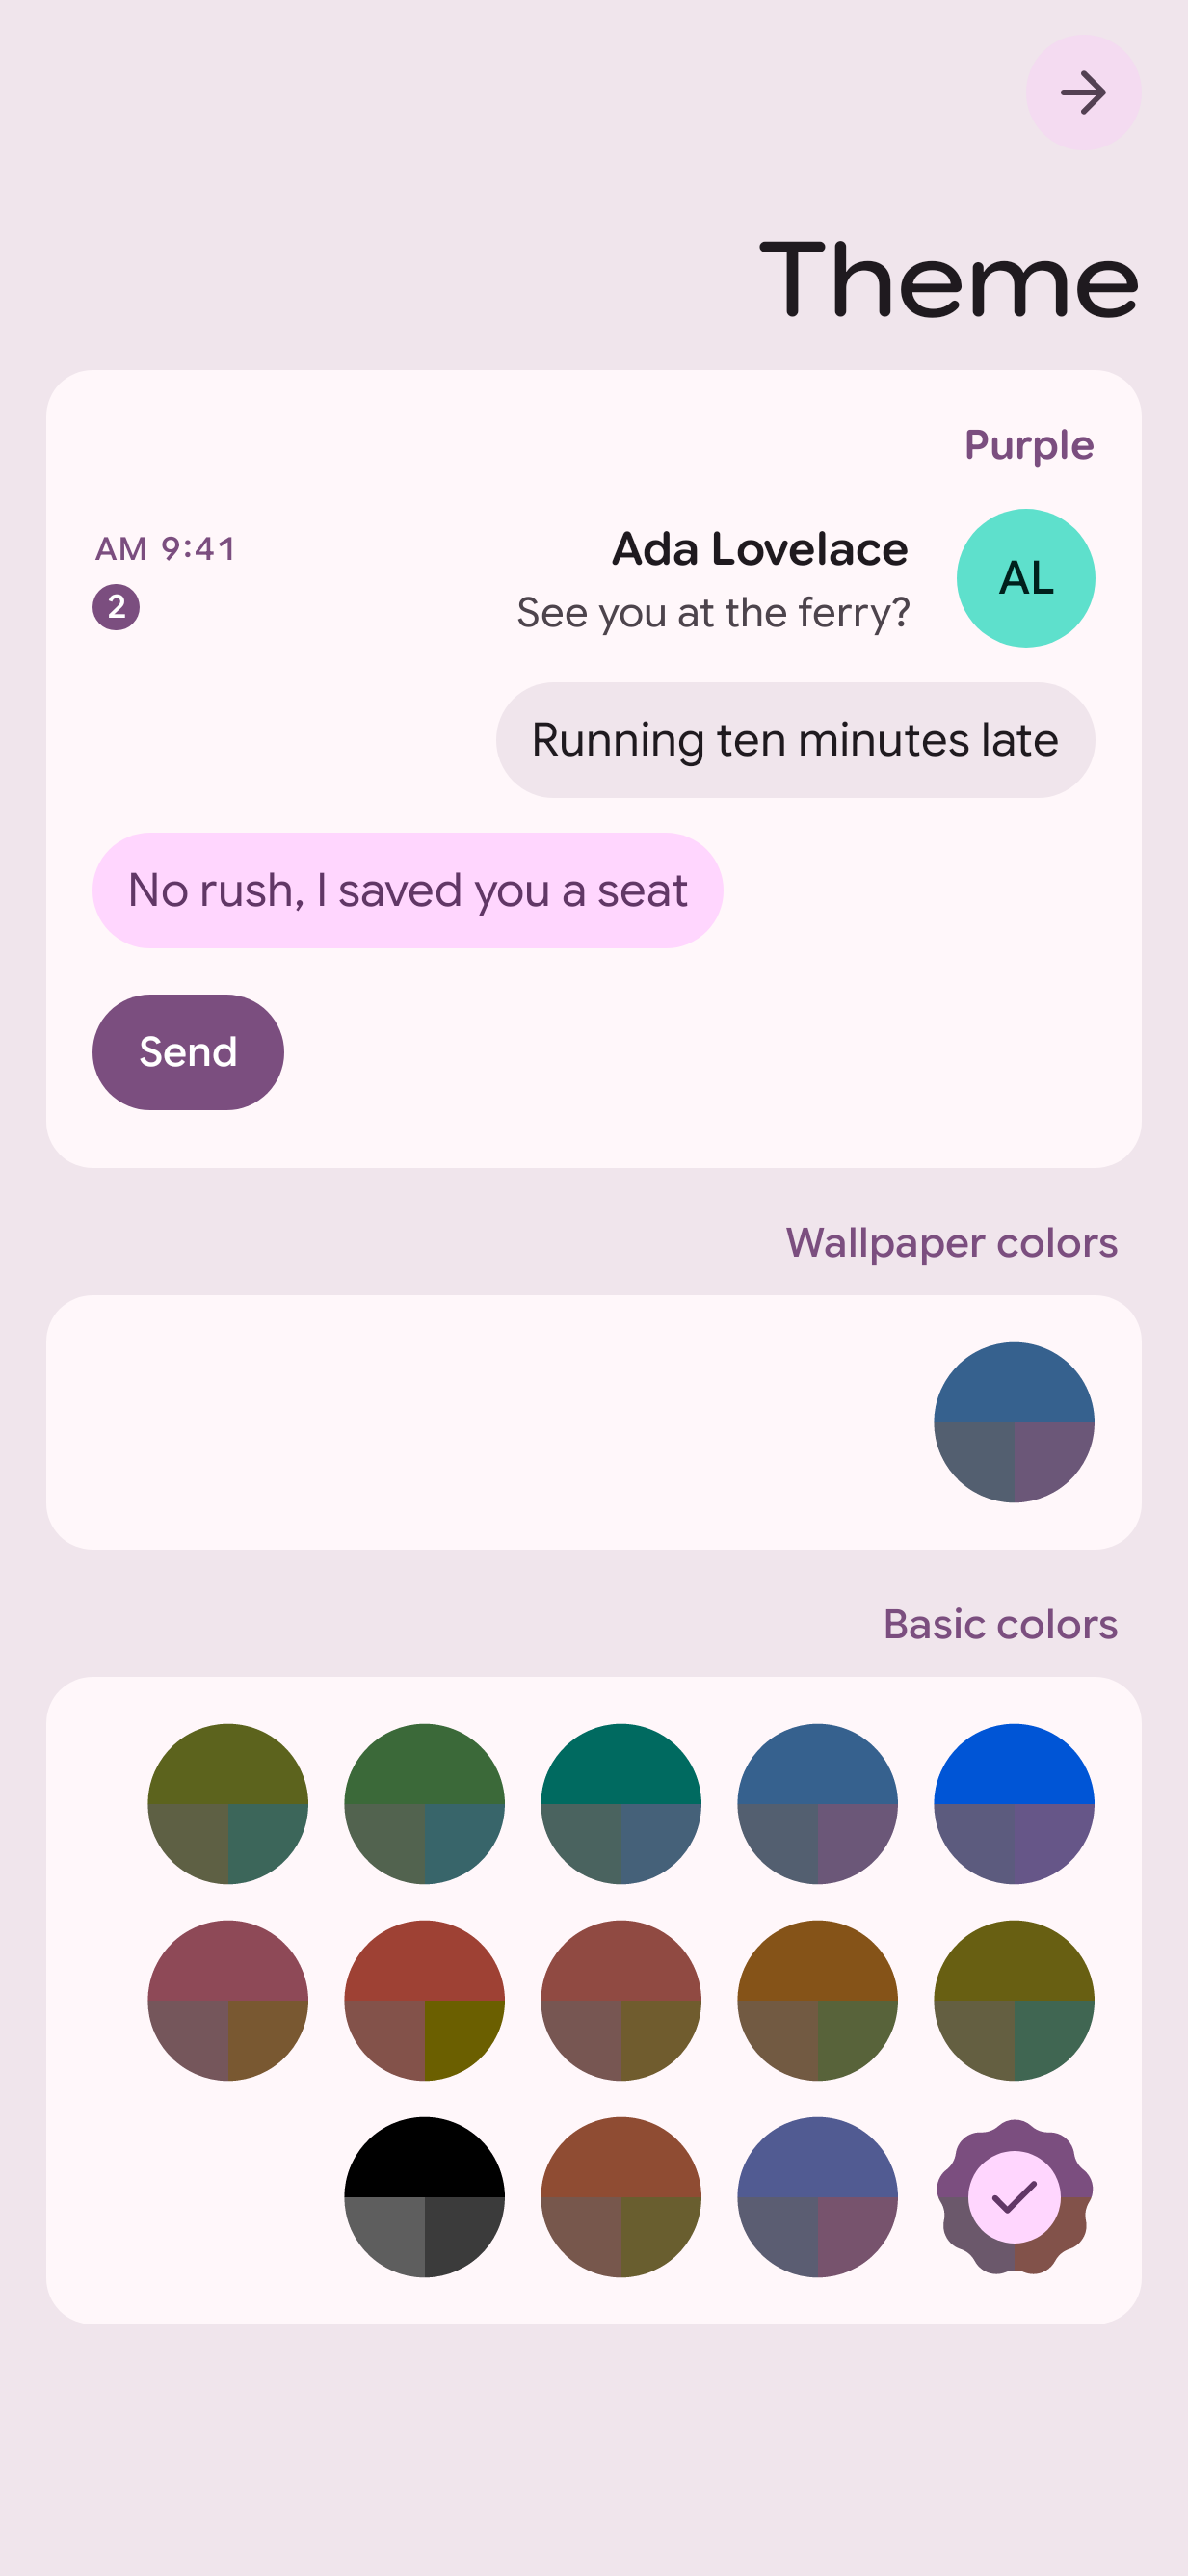 Theme
Purple
Ada Lovelace
AM 9:41
See you at the ferry?
2
AL
Running ten minutes late
No rush, I saved you a seat
Send
Wallpaper colors
Basic colors